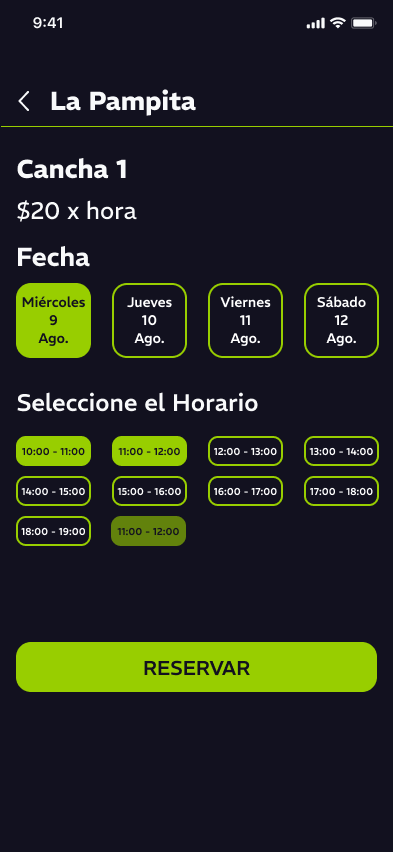 9:41
La Pampita
Cancha 1
$20 x hora
Fecha
Miércoles
9
Ago.
Jueves
10
Ago.
Viernes
11
Ago.
Sábado
12
Ago.
Seleccione el Horario
10:00 - 11:00
11:00 - 12:00
12:00 - 13:00
13:00 - 14:00
14:00 - 15:00
15:00 - 16:00
16:00 - 17:00
17:00 - 18:00
18:00 - 19:00
11:00 - 12:00
RESERVAR